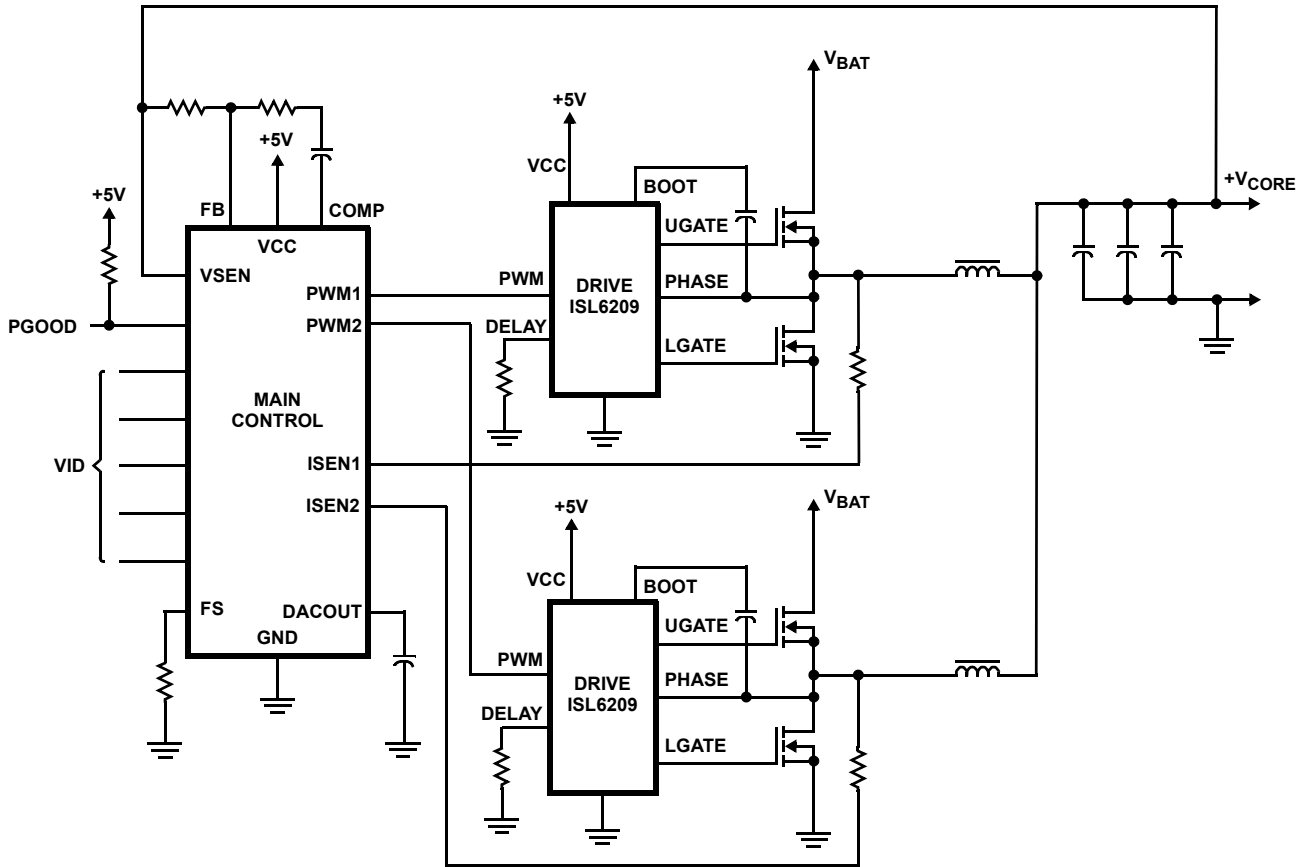 V_BAT
+5V
+5V
VCC
BOOT
+V_CORE
+5V
FB
COMP
UGATE
VCC
VSEN
PWM
DRIVE
ISL6209
PHASE
PWM1
PGOOD
PWM2
DELAY
LGATE
MAIN
CONTROL
VID
ISEN1
ISEN2
V_BAT
+5V
VCC
BOOT
FS
DACOUT
UGATE
GND
PWM
DRIVE
ISL6209
PHASE
DELAY
LGATE